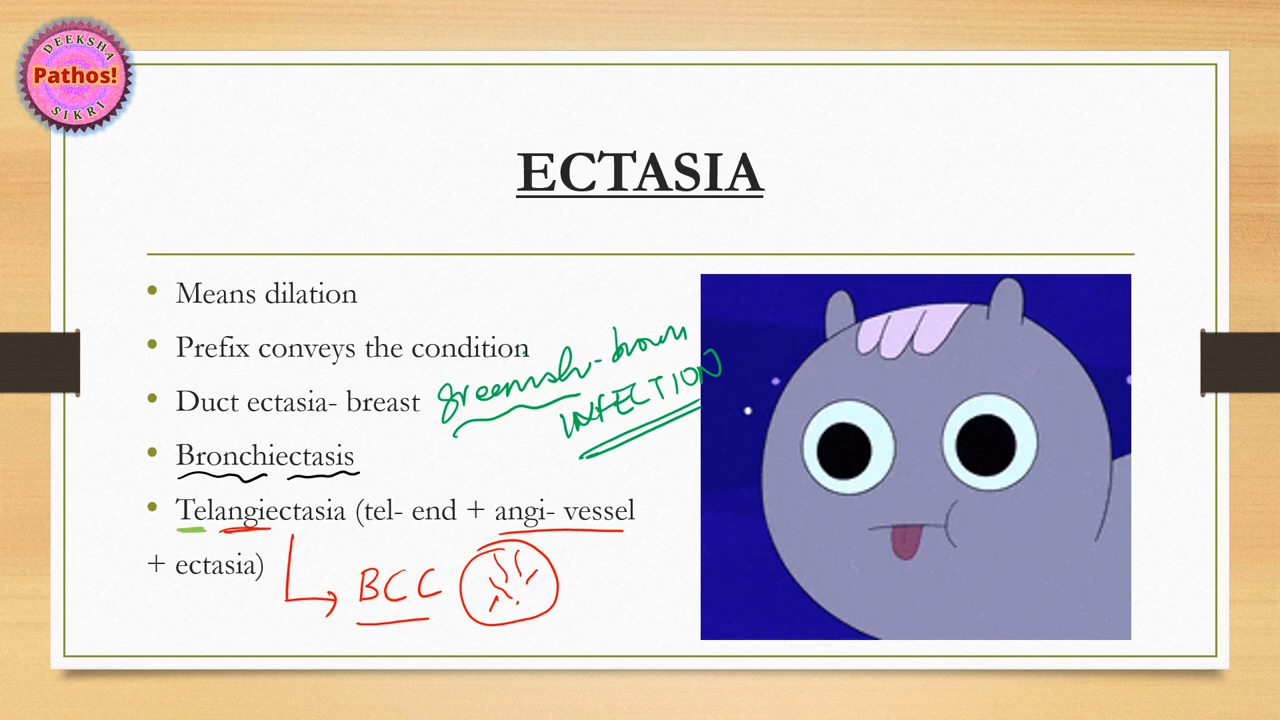 DEEKSHA
Pathos!
SIKRI
ECTASIA
• Means dilation
• Prefix conveys the condition
• Duct ectasia- breast
greenish-brown
INFECTION
• Bronchiectasis
• Telangiectasia (tel- end + angi- vessel
+ ectasia)
BCC